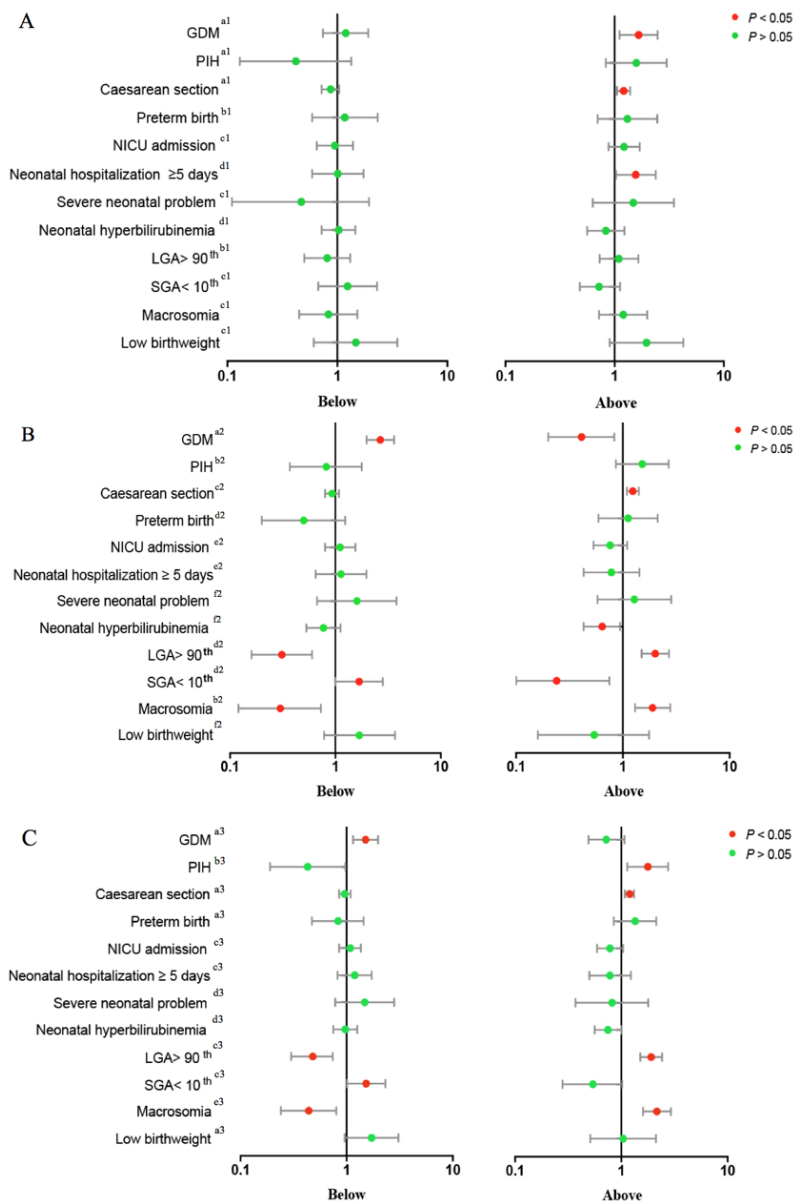 A
GDM a1
PIH a1
Caesarean section a1
Preterm birth b1
NICU admission c1
Neonatal hospitalization ≥5 days d1
Severe neonatal problem c1
Neonatal hyperbilirubinemia d1
LGA> 90th b1
SGA< 10th c1
Macrosomia c1
Low birthweight c1
0.1 1 10
Below
0.1 1 10
Above
P < 0.05
P > 0.05
B
GDM a2
PIH b2
Caesarean section c2
Preterm birth d2
NICU admission e2
Neonatal hospitalization ≥ 5 days e2
Severe neonatal problem f2
Neonatal hyperbilirubinemia f2
LGA> 90th d2
SGA< 10th d2
Macrosomia b2
Low birthweight f2
0.1 1 10
Below
0.1 1 10
Above
P < 0.05
P > 0.05
C
GDM a3
PIH b3
Caesarean section a3
Preterm birth a3
NICU admission c3
Neonatal hospitalization ≥ 5 days c3
Severe neonatal problem d3
Neonatal hyperbilirubinemia d3
LGA> 90th c3
SGA< 10th c3
Macrosomia c3
Low birthweight a3
0.1 1 10
Below
0.1 1 10
Above
P < 0.05
P > 0.05